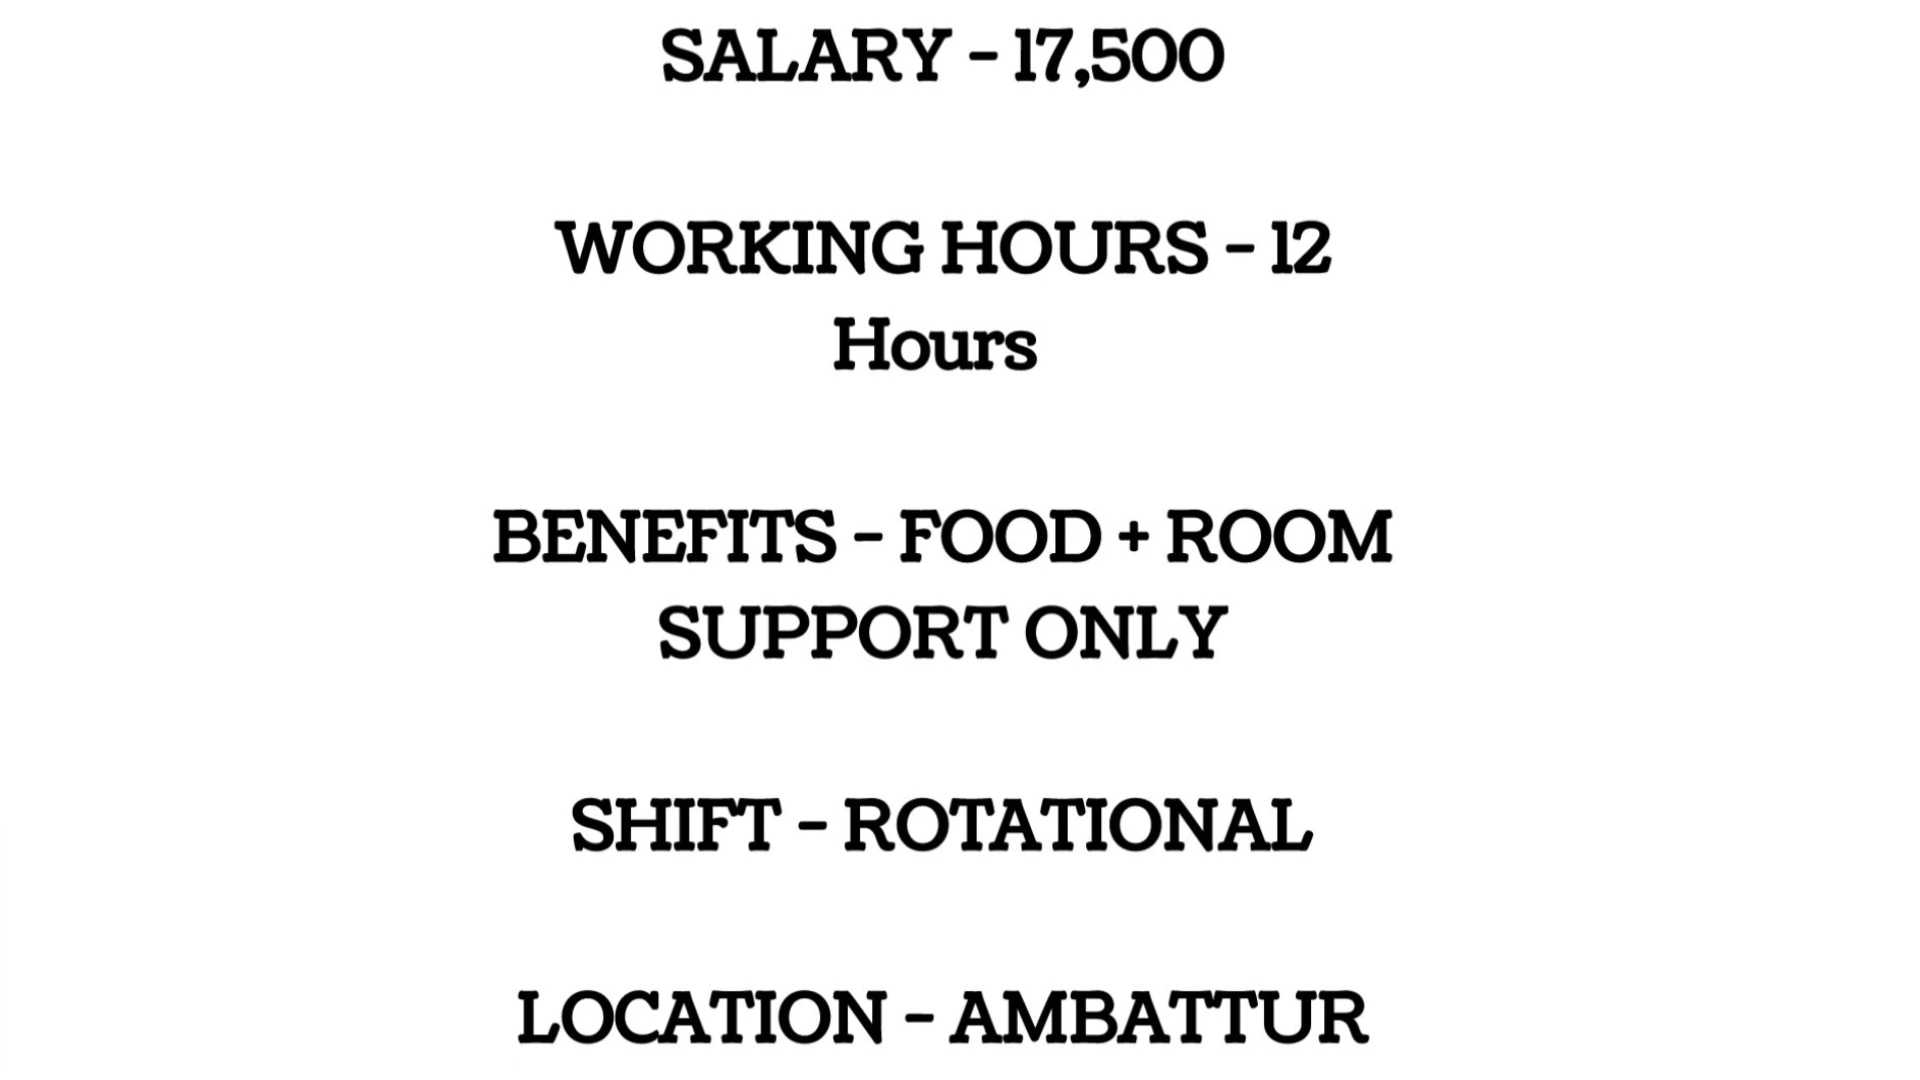 SALARY - 17,500
WORKING HOURS - 12
Hours
BENEFITS - FOOD + ROOM
SUPPORT ONLY
SHIFT - ROTATIONAL
LOCATION - AMBATTUR